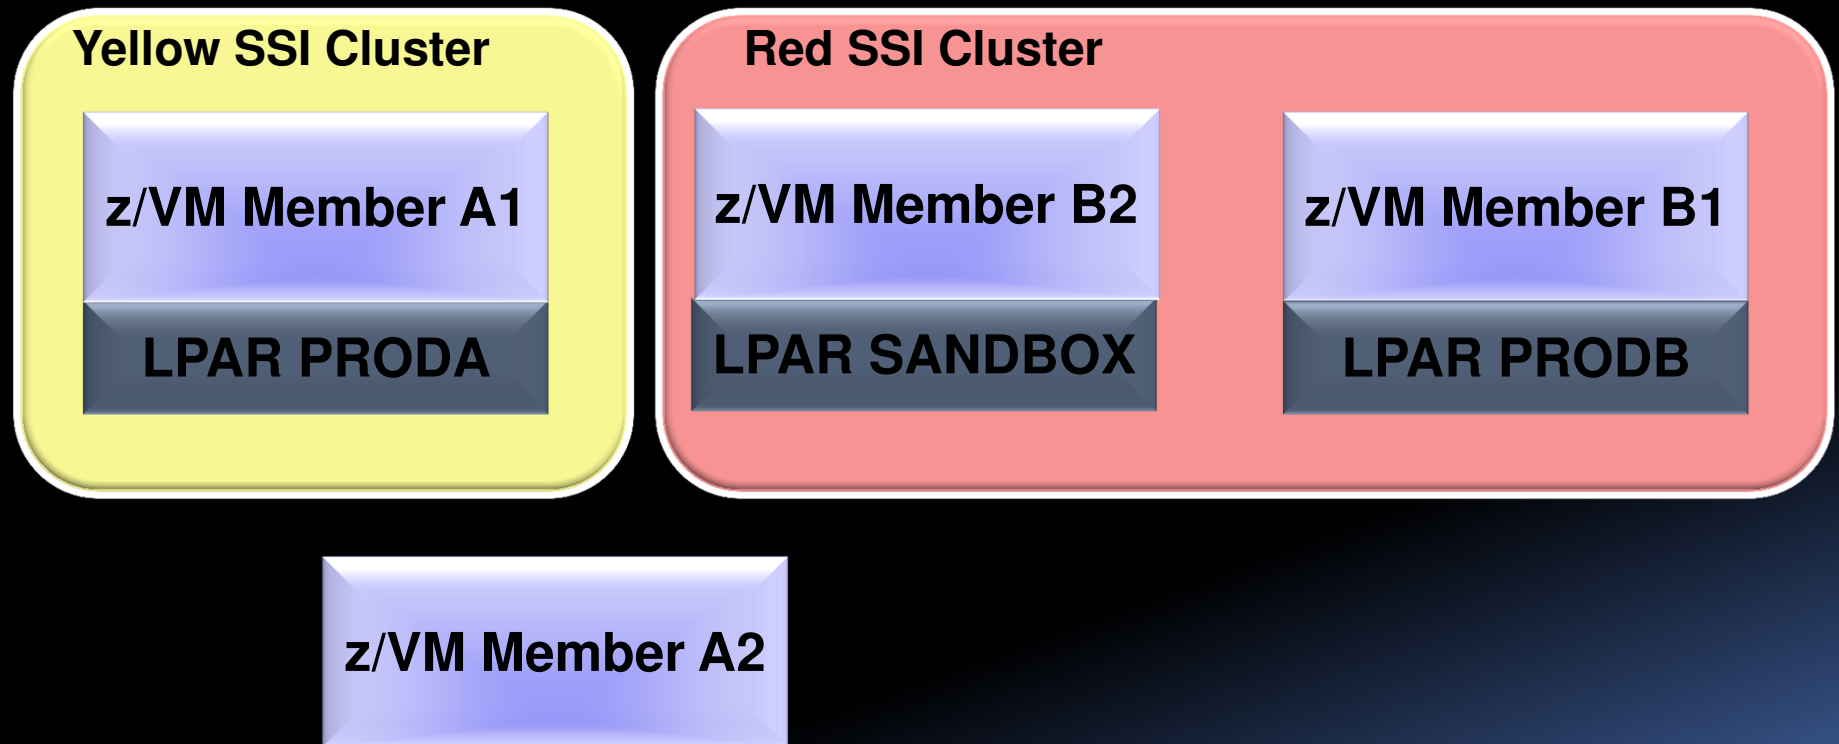 Yellow SSI Cluster
Red SSI Cluster
z/VM Member A1
z/VM Member B2
z/VM Member B1
LPAR PRODA
LPAR SANDBOX
LPAR PRODB
z/VM Member A2